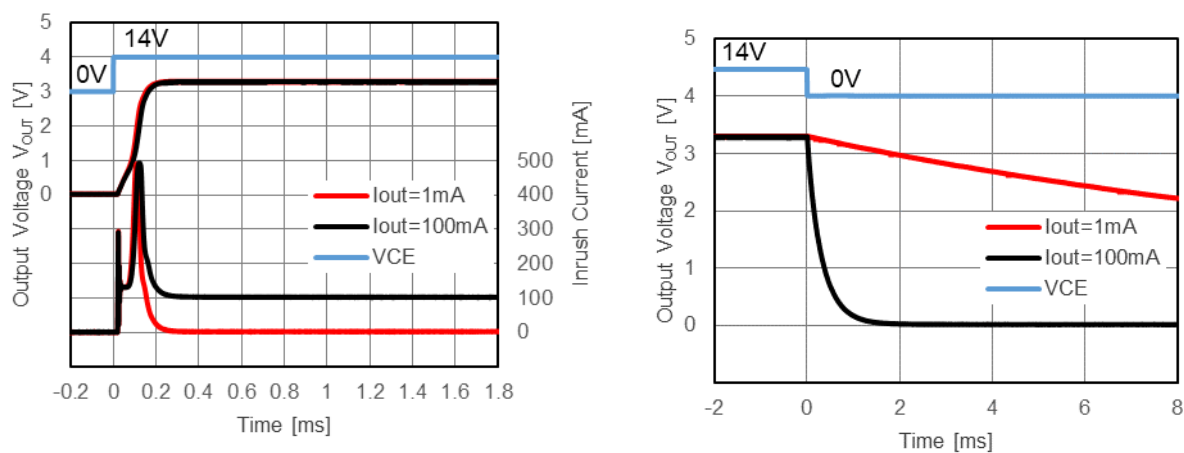 5
4
3
2
1
0
Output Voltage V_OUT [V]
14V
0V
500
400
300
200
100
0
Inrush Current [mA]
Iout=1mA
Iout=100mA
VCE
-0.2 0 0.2 0.4 0.6 0.8 1 1.2 1.4 1.6 1.8
Time [ms]
5
4
3
2
1
0
Output Voltage V_OUT [V]
14V
0V
Iout=1mA
Iout=100mA
VCE
-2 0 2 4 6 8
Time [ms]